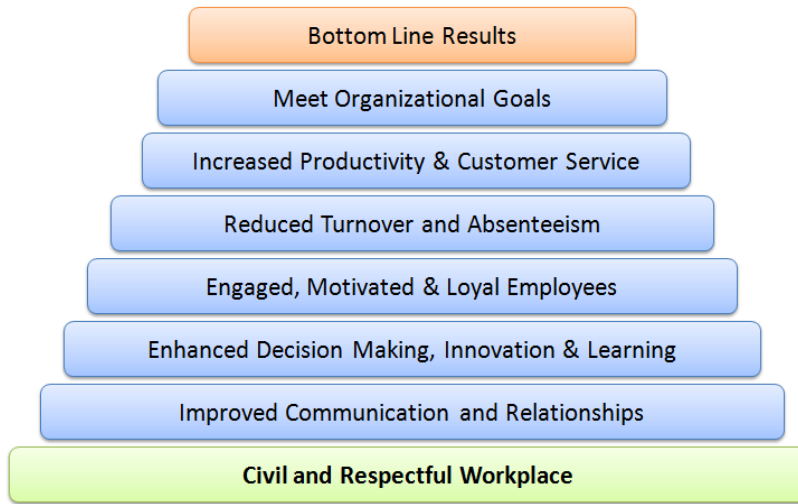 Bottom Line Results
Meet Organizational Goals
Increased Productivity & Customer Service
Reduced Turnover and Absenteeism
Engaged, Motivated & Loyal Employees
Enhanced Decision Making, Innovation & Learning
Improved Communication and Relationships
Civil and Respectful Workplace